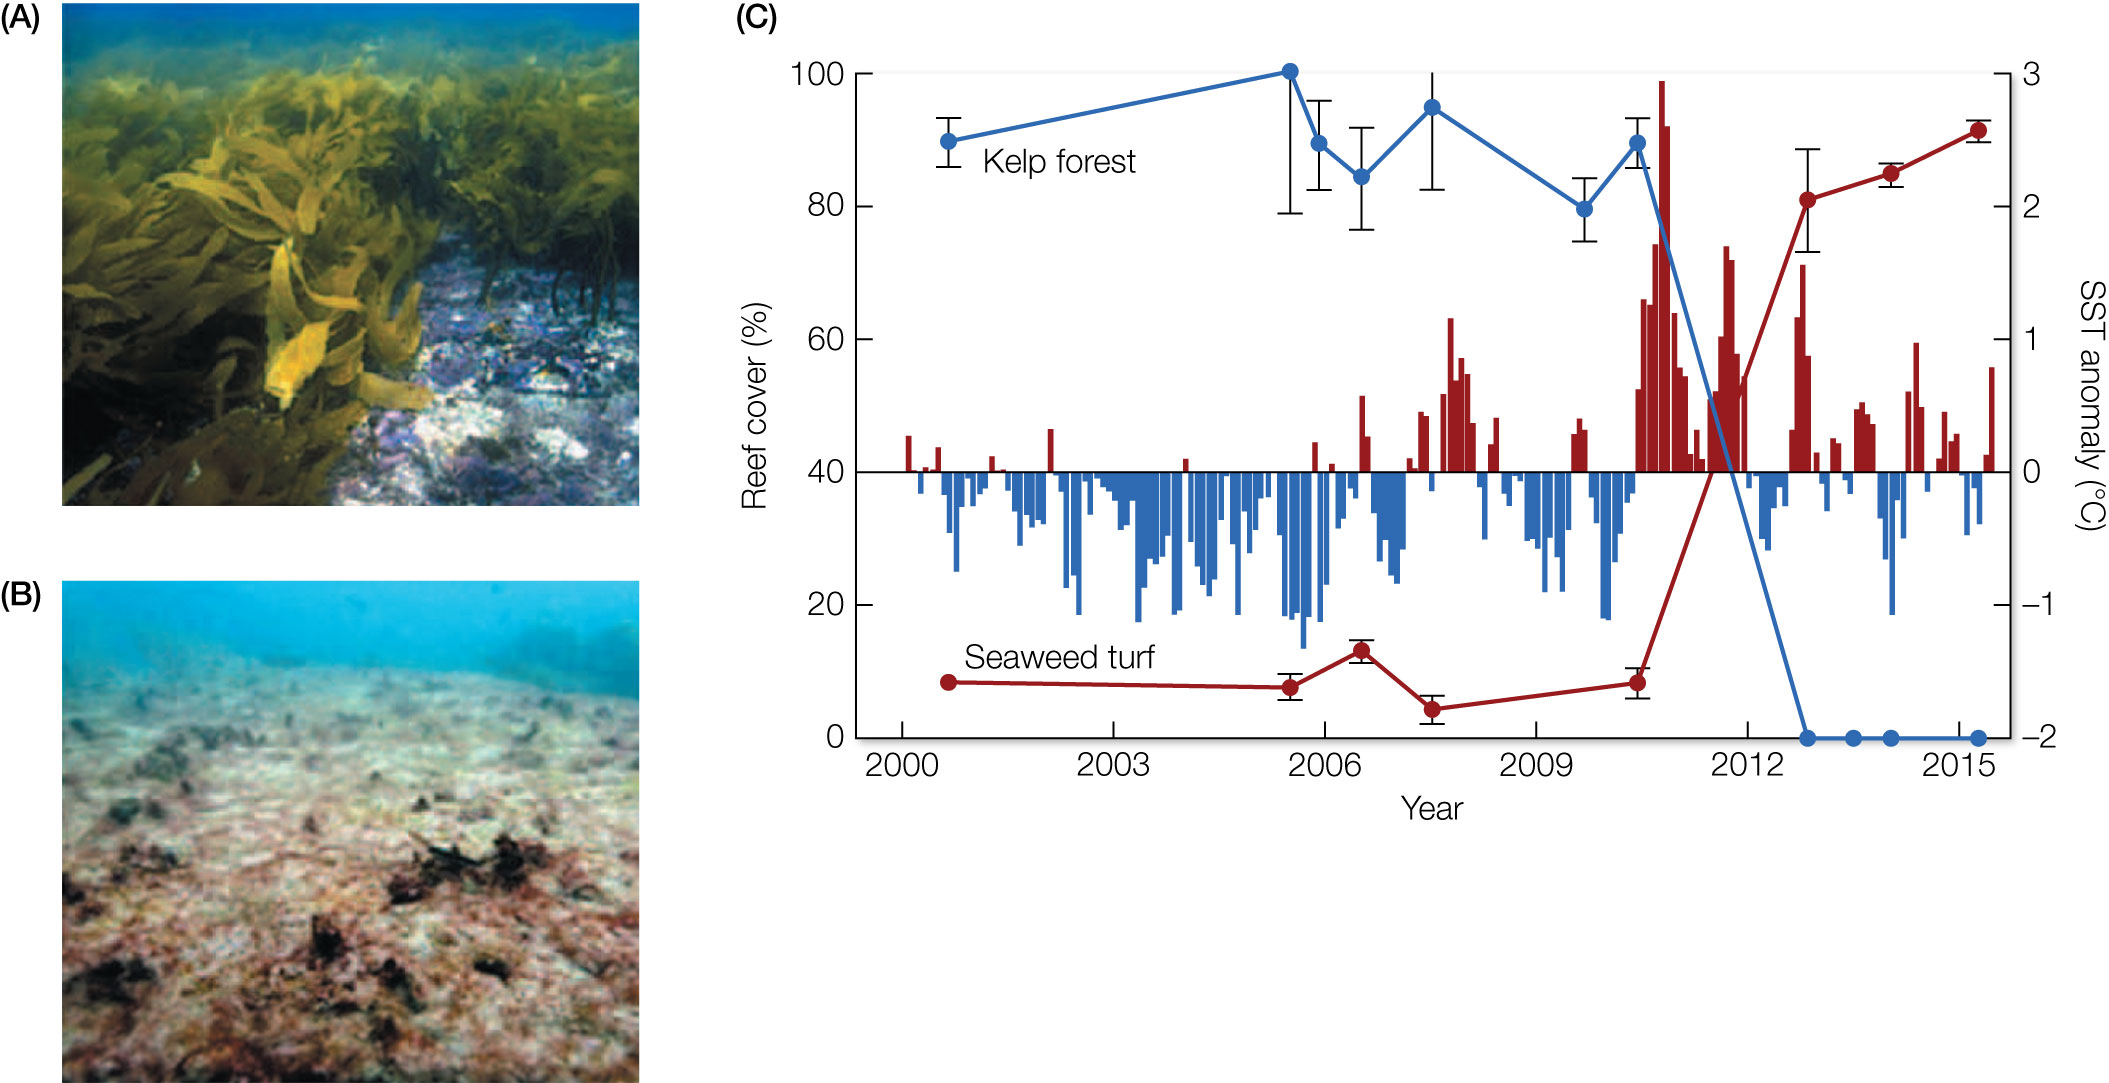 (A)
(B)
(C)
100
80
60
40
20
0
Reef cover (%)
3
2
1
0
–1
–2
SST anomaly (°C)
Kelp forest
Seaweed turf
2000 2003 2006 2009 2012 2015
Year